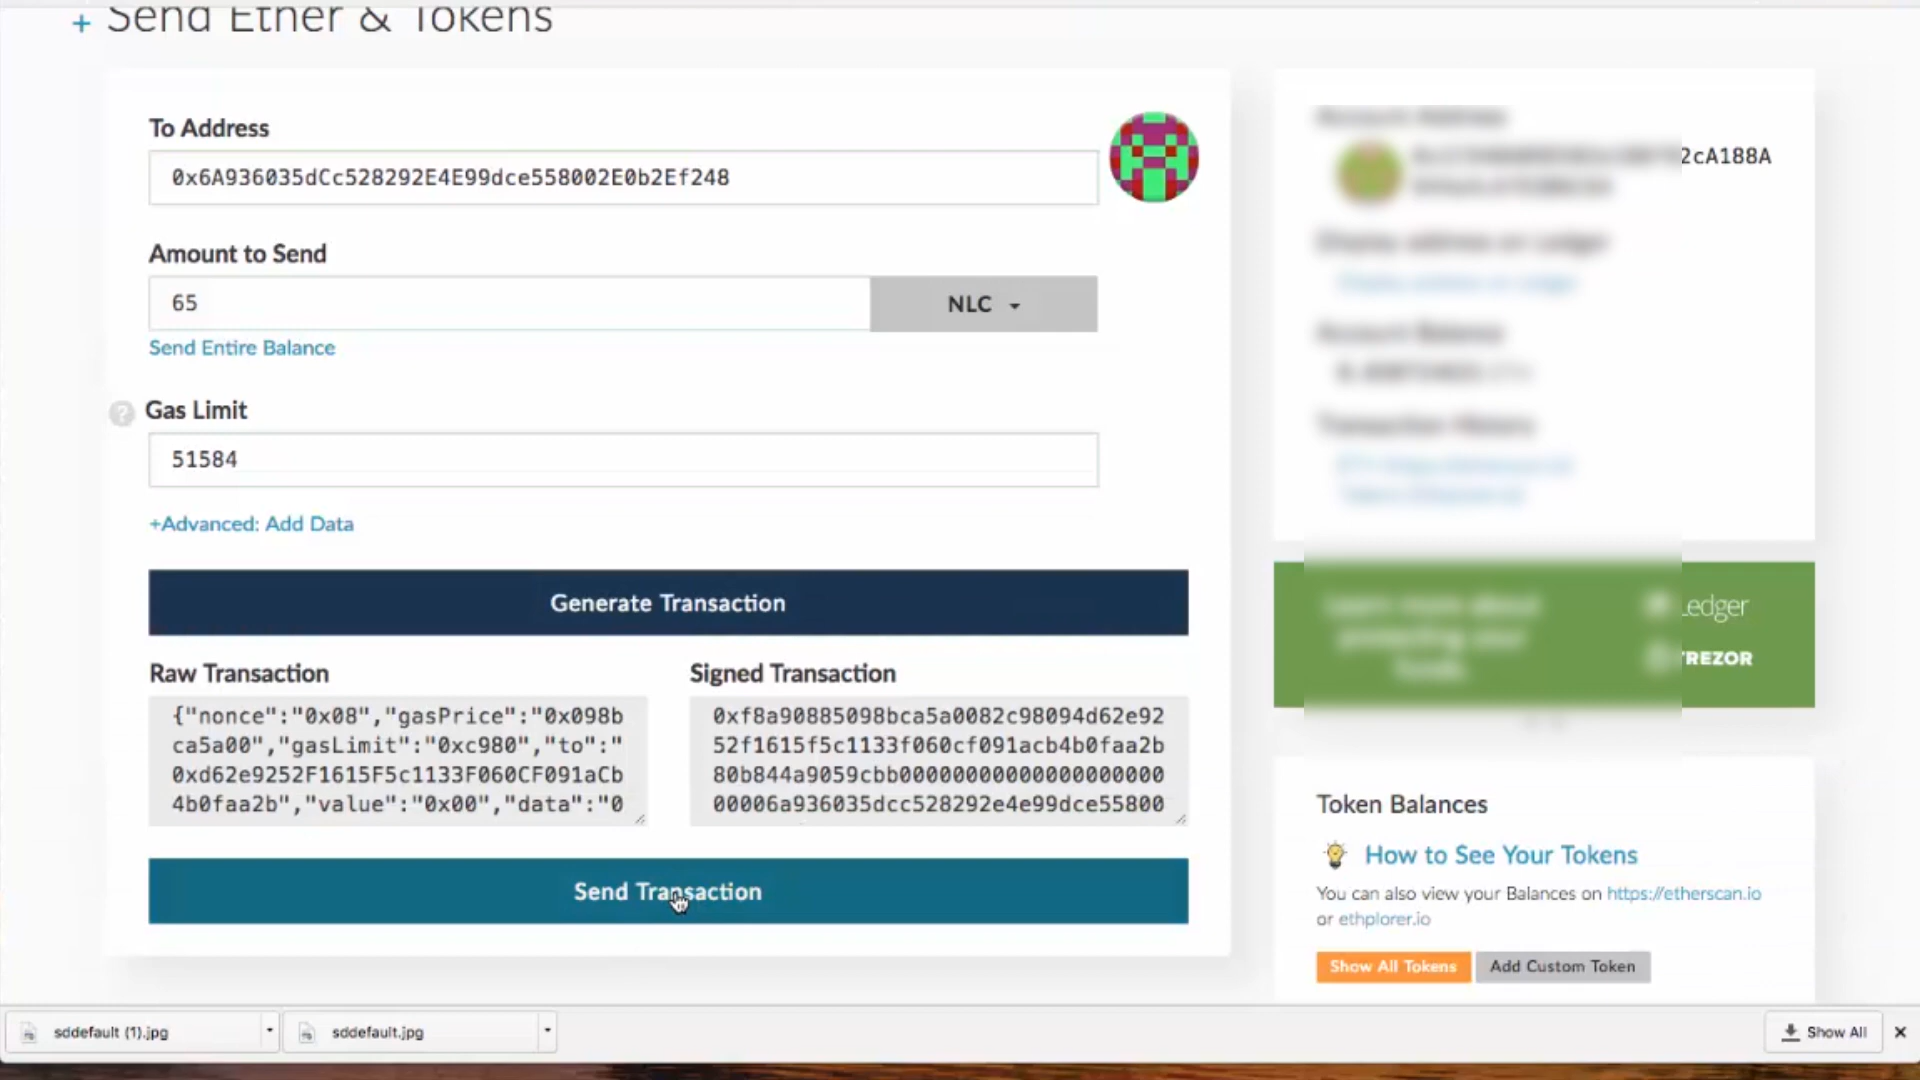 + Send Ether & Tokens
To Address
0x6A936035dCc528292E4E99dce558002E0b2Ef248
Amount to Send
65
NLC
Send Entire Balance
? Gas Limit
51584
+Advanced: Add Data
Generate Transaction
Raw Transaction
{"nonce":"0x08","gasPrice":"0x098b
ca5a00","gasLimit":"0xc980","to":"
0xd62e9252F1615F5c1133F060CF091aCb
4b0faa2b","value":"0x00","data":"0
Signed Transaction
0xf8a90885098bca5a0082c98094d62e92
52f1615f5c1133f060cf091acb4b0faa2b
80b844a9059cbb00000000000000000000
00006a936035dcc528292e4e99dce55800
Send Transaction
2cA188A
Ledger
TREZOR
Token Balances
How to See Your Tokens
You can also view your Balances on https://etherscan.io
or ethplorer.io
Show All Tokens
Add Custom Token
sddefault (1).jpg
sddefault.jpg
Show All